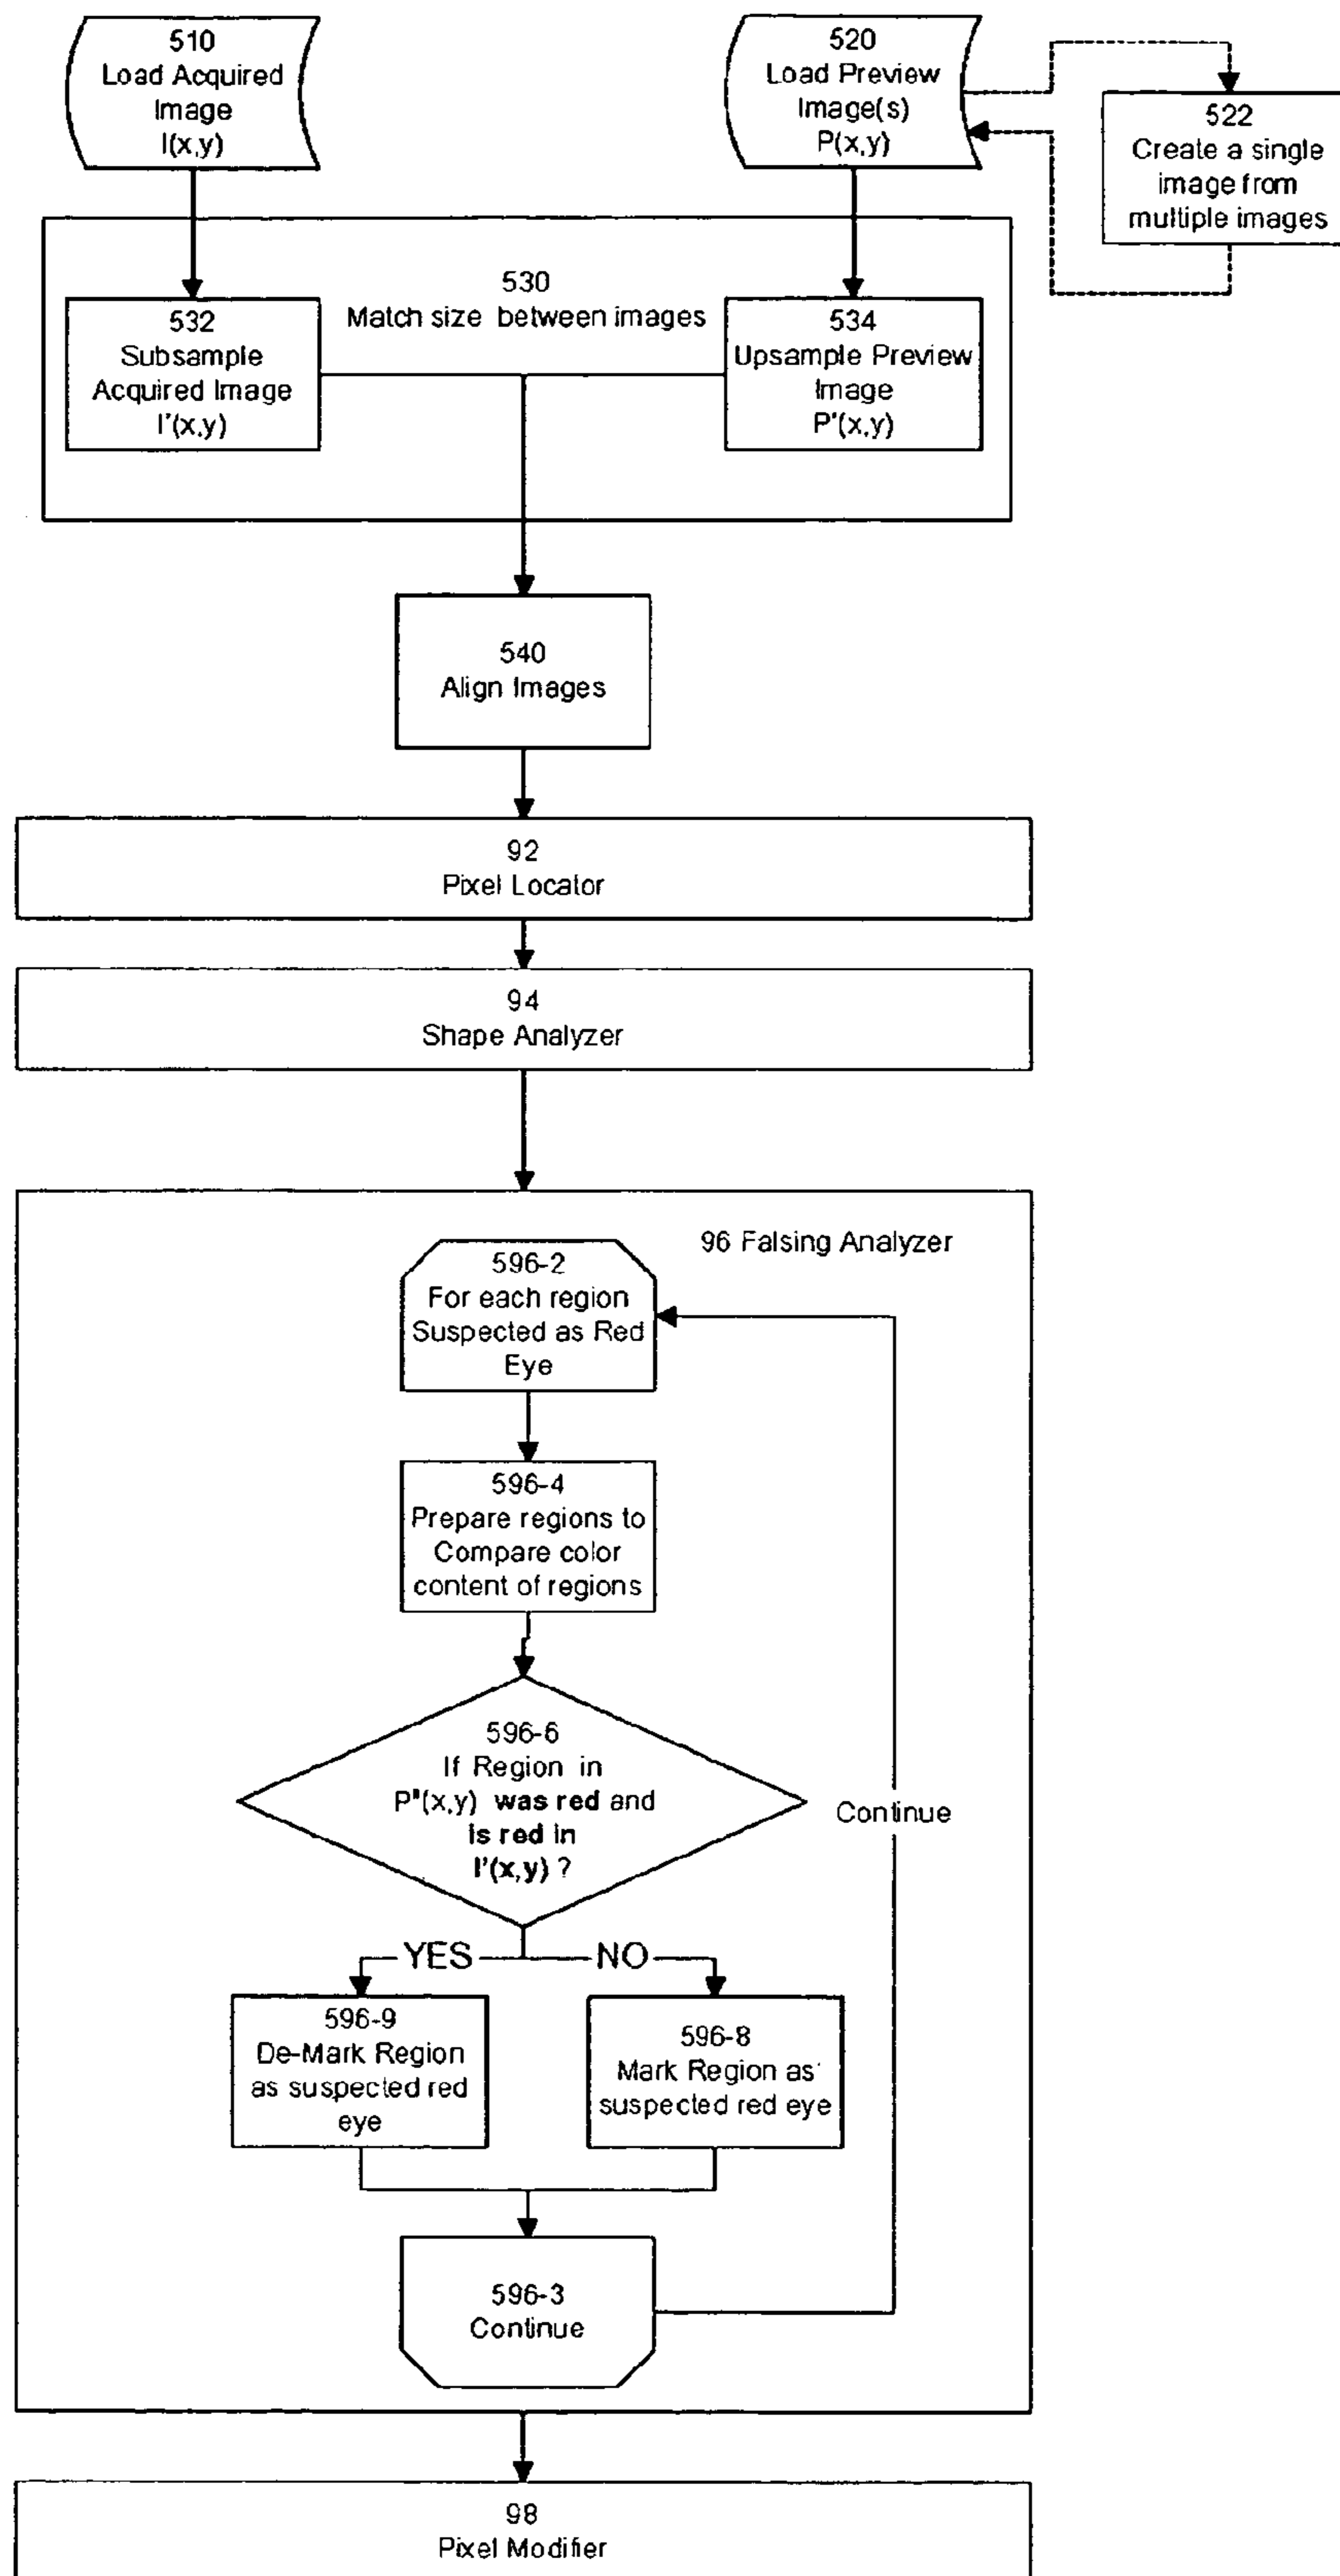 510
Load Acquired
Image
I(x,y)
520
Load Preview
Image(s)
P(x,y)
522
Create a single
image from
multiple images
530
Match size between images
532
Subsample
Acquired Image
I'(x,y)
534
Upsample Preview
Image
P'(x,y)
540
Align Images
92
Pixel Locator
94
Shape Analyzer
96 Falsing Analyzer
596-2
For each region
Suspected as Red
Eye
596-4
Prepare regions to
Compare color
content of regions
596-6
If Region in
P"(x,y) was red and
is red in
I'(x,y) ?
Continue
YES
NO
596-9
De-Mark Region
as suspected red
eye
596-8
Mark Region as
suspected red eye
596-3
Continue
98
Pixel Modifier